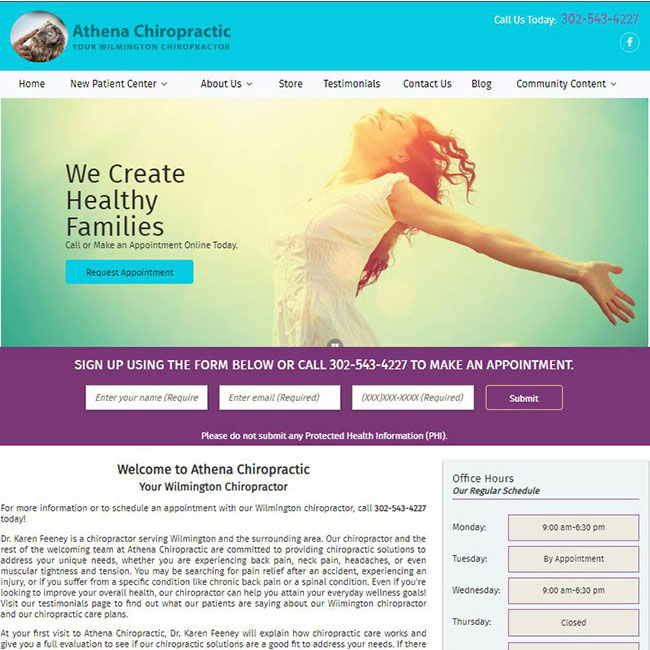 Athena Chiropractic
YOUR WILMINGTON CHIROPRACTOR
Call Us Today: 302-543-4227
Home New Patient Center About Us Store Testimonials Contact Us Blog Community Content
We Create
Healthy
Families
Call or Make an Appointment Online Today.
Request Appointment
SIGN UP USING THE FORM BELOW OR CALL 302-543-4227 TO MAKE AN APPOINTMENT.
Enter your name (Require Enter email (Required) (XXX)XXX-XXXX (Required) Submit
Please do not submit any Protected Health Information (PHI).
Welcome to Athena Chiropractic
Your Wilmington Chiropractor
For more information or to schedule an appointment with our Wilmington chiropractor, call 302-543-4227
today!
Dr. Karen Feeney is a chiropractor serving Wilmington and the surrounding area. Our chiropractor and the
rest of the welcoming team at Athena Chiropractic are committed to providing chiropractic solutions to
address your unique needs, whether you are experiencing back pain, neck pain, headaches, or even
muscular tightness and tension. You may be searching for pain relief after an accident, experiencing an
injury, or if you suffer from a specific condition like chronic back pain or a spinal condition. Even if you're
looking to improve your overall health, our chiropractor can help you attain your everyday wellness goals!
Visit our testimonials page to find out what our patients are saying about our Wilmington chiropractor
and our chiropractic care plans.
At your first visit to Athena Chiropractic, Dr. Karen Feeney will explain how chiropractic care works and
give you a full evaluation to see if our chiropractic solutions are a good fit to address your needs. If there
Office Hours
Our Regular Schedule
Monday: 9:00 am-6:30 pm
Tuesday: By Appointment
Wednesday: 9:00 am-6:30 pm
Thursday: Closed